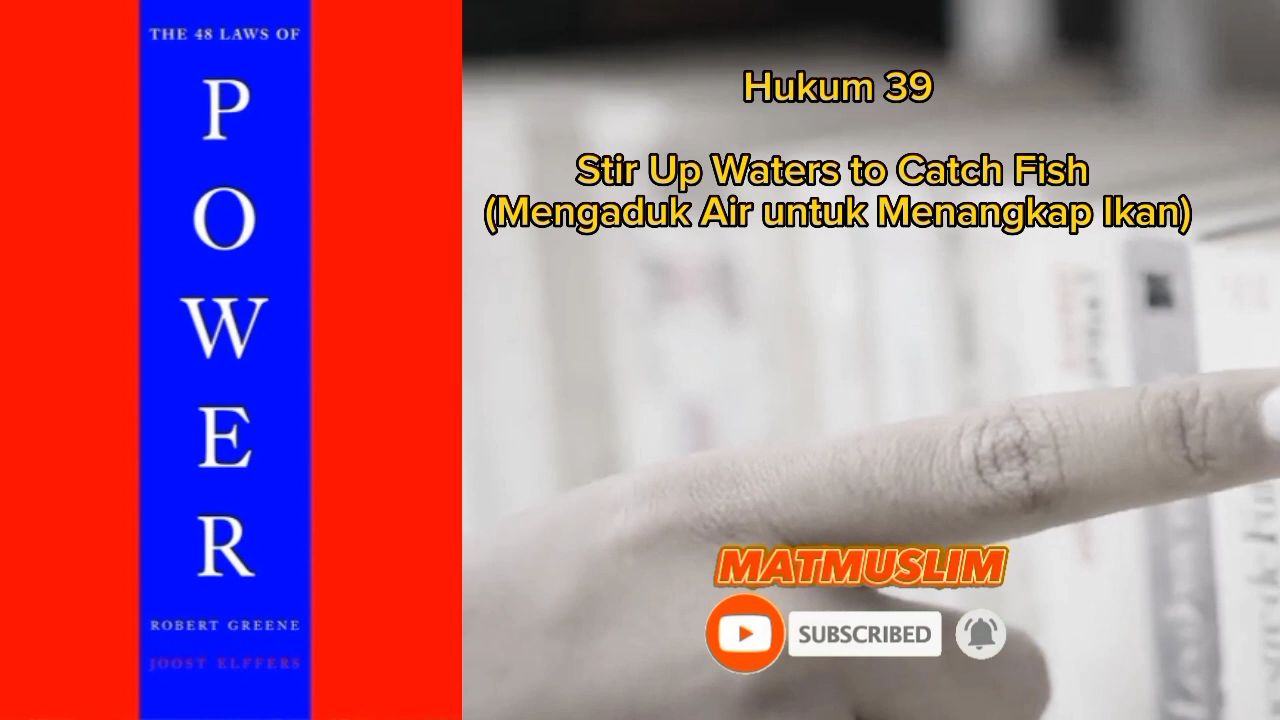 THE 48 LAWS OF
POWER
ROBERT GREENE
JOOST ELFFERS
Hukum 39
Stir Up Waters to Catch Fish
(Mengaduk Air untuk Menangkap Ikan)
MATMUSLIM
SUBSCRIBED